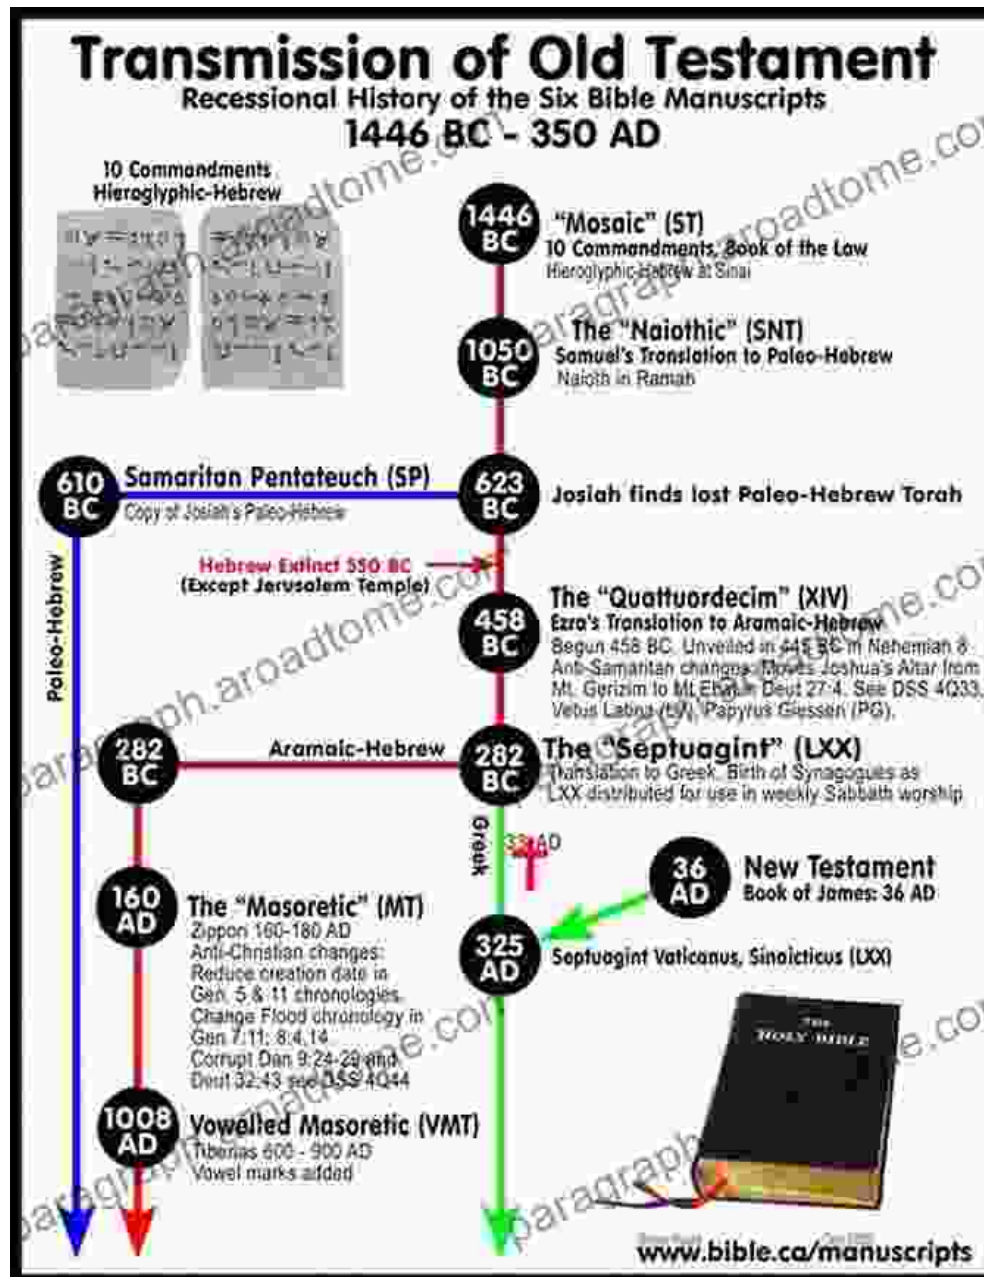 Transmission of Old Testament
Recessional History of the Six Bible Manuscripts
1446 BC - 350 AD
10 Commandments
Hieroglyphic-Hebrew
1446
BC
"Mosaic" (ST)
10 Commandments, Book of the Law
Hieroglyphic-Hebrew at Sinai
1050
BC
The "Naiothic" (SNT)
Samuel's Translation to Paleo-Hebrew
Naioth in Ramah
610
BC
Samaritan Pentateuch (SP)
Copy of Josiah's Paleo-Hebrew
623
BC
Josiah finds lost Paleo-Hebrew Torah
Paleo-Hebrew
Hebrew Extinct 550 BC
(Except Jerusalem Temple)
458
BC
The "Quattuordecim" (XIV)
Ezra's Translation to Aramaic-Hebrew
Begun 458 BC. Unveiled in 445 BC in Nehemiah 8
Anti-Samaritan changes: Moves Joshua's Altar from
Mt. Gerizim to Mt Ebal in Deut 27:4. See DSS 4Q33,
Vetus Latina (LV), Papyrus Giessen (PG).
282
BC
Aramaic-Hebrew
282
BC
The "Septuagint" (LXX)
Translation to Greek. Birth of Synagogues as
LXX distributed for use in weekly Sabbath worship
Greek
33 AD
36
AD
New Testament
Book of James: 36 AD
160
AD
The "Masoretic" (MT)
Zippori 160-180 AD
Anti-Christian changes:
Reduce creation date in
Gen. 5 & 11 chronologies.
Change Flood chronology in
Gen 7:11; 8:4,14
Corrupt Dan 9:24-29 and
Deut 32:43 see DSS 4Q44
325
AD
Septuagint Vaticanus, Sinaicticus (LXX)
THE
HOLY BIBLE
1008
AD
Vowelled Masoretic (VMT)
Tiberias 600 - 900 AD
Vowel marks added
www.bible.ca/manuscripts
paragraph.aroadtome.com